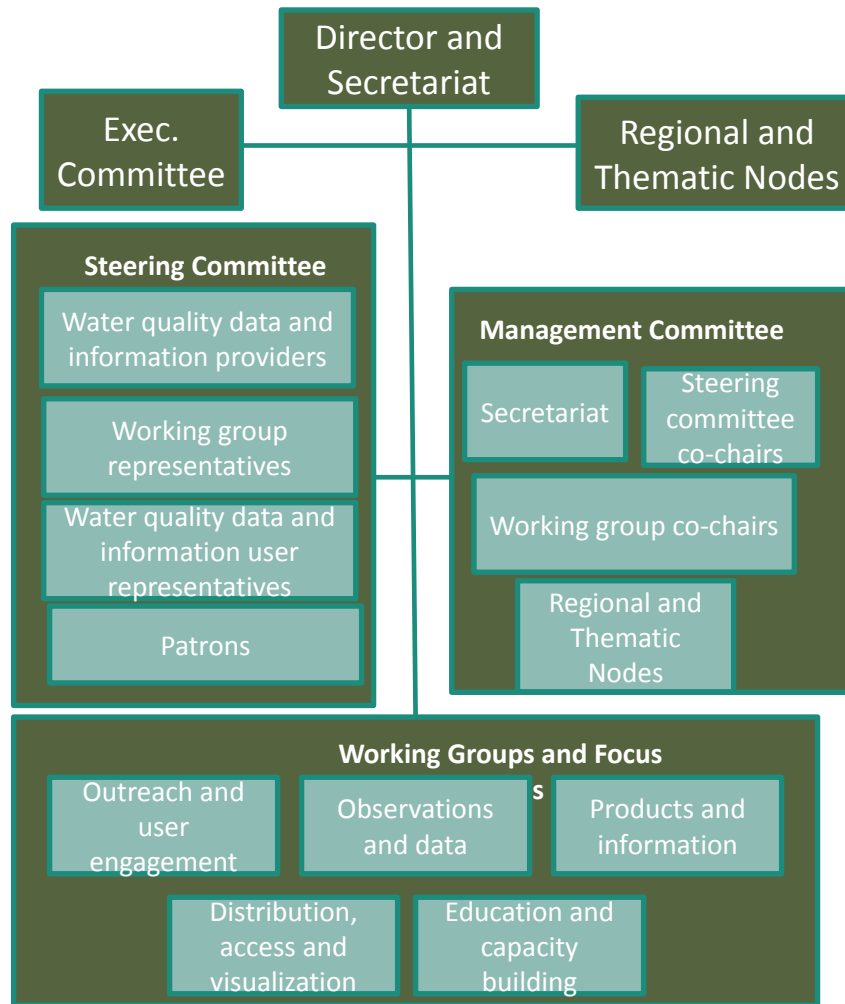 Director and
Secretariat
Exec.
Committee
Regional and
Thematic Nodes
Steering Committee
Water quality data and
information providers
Working group
representatives
Water quality data and
information user
representatives
Patrons
Management Committee
Secretariat
Steering
committee
co-chairs
Working group co-chairs
Regional and
Thematic
Nodes
Working Groups and Focus
s
Outreach and
user
engagement
Observations
and data
Products and
information
Distribution,
access and
visualization
Education and
capacity
building